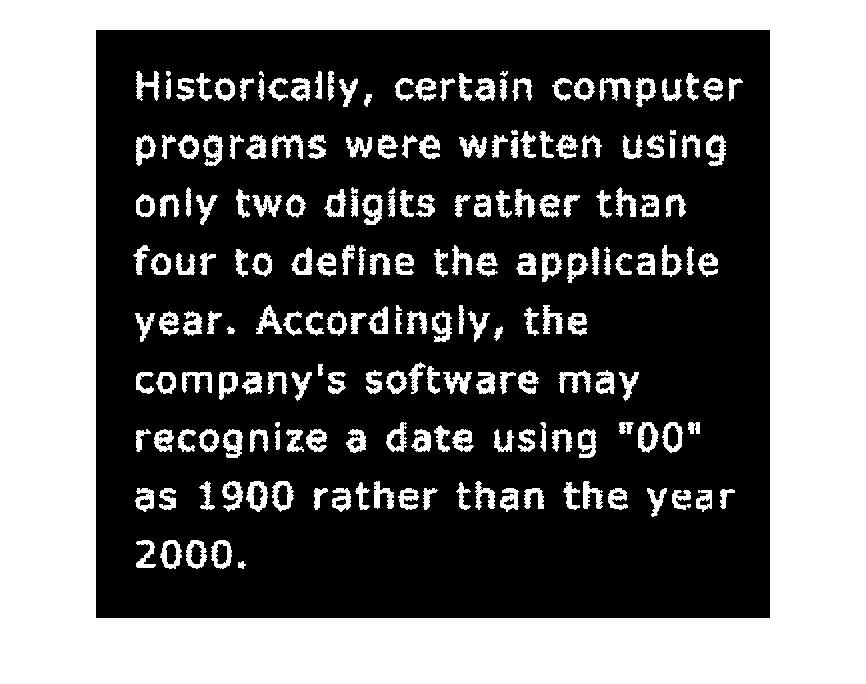 Historically, certain computer
programs were written using
only two digits rather than
four to define the applicable
year. Accordingly, the
company's software may
recognize a date using "00"
as 1900 rather than the year
2000.